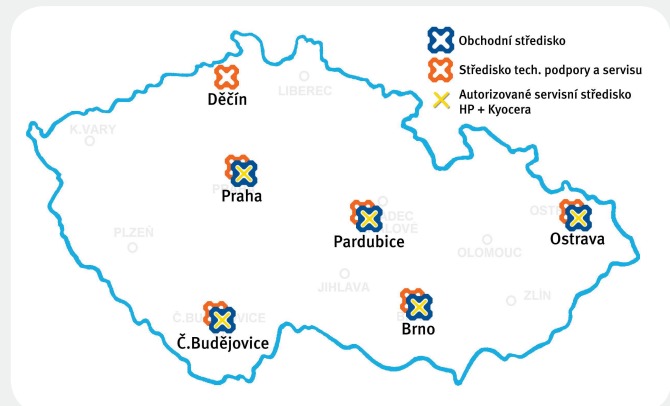 Obchodní středisko
Středisko tech. podpory a servisu
Autorizované servisní středisko
HP + Kyocera
Děčín
LIBEREC
K.VARY
Praha
Pardubice
Ostrava
PLZEŇ
OLOMOUC
JIHLAVA
ZLÍN
Č.BUDĚJOVICE
Č.Budějovice
Brno